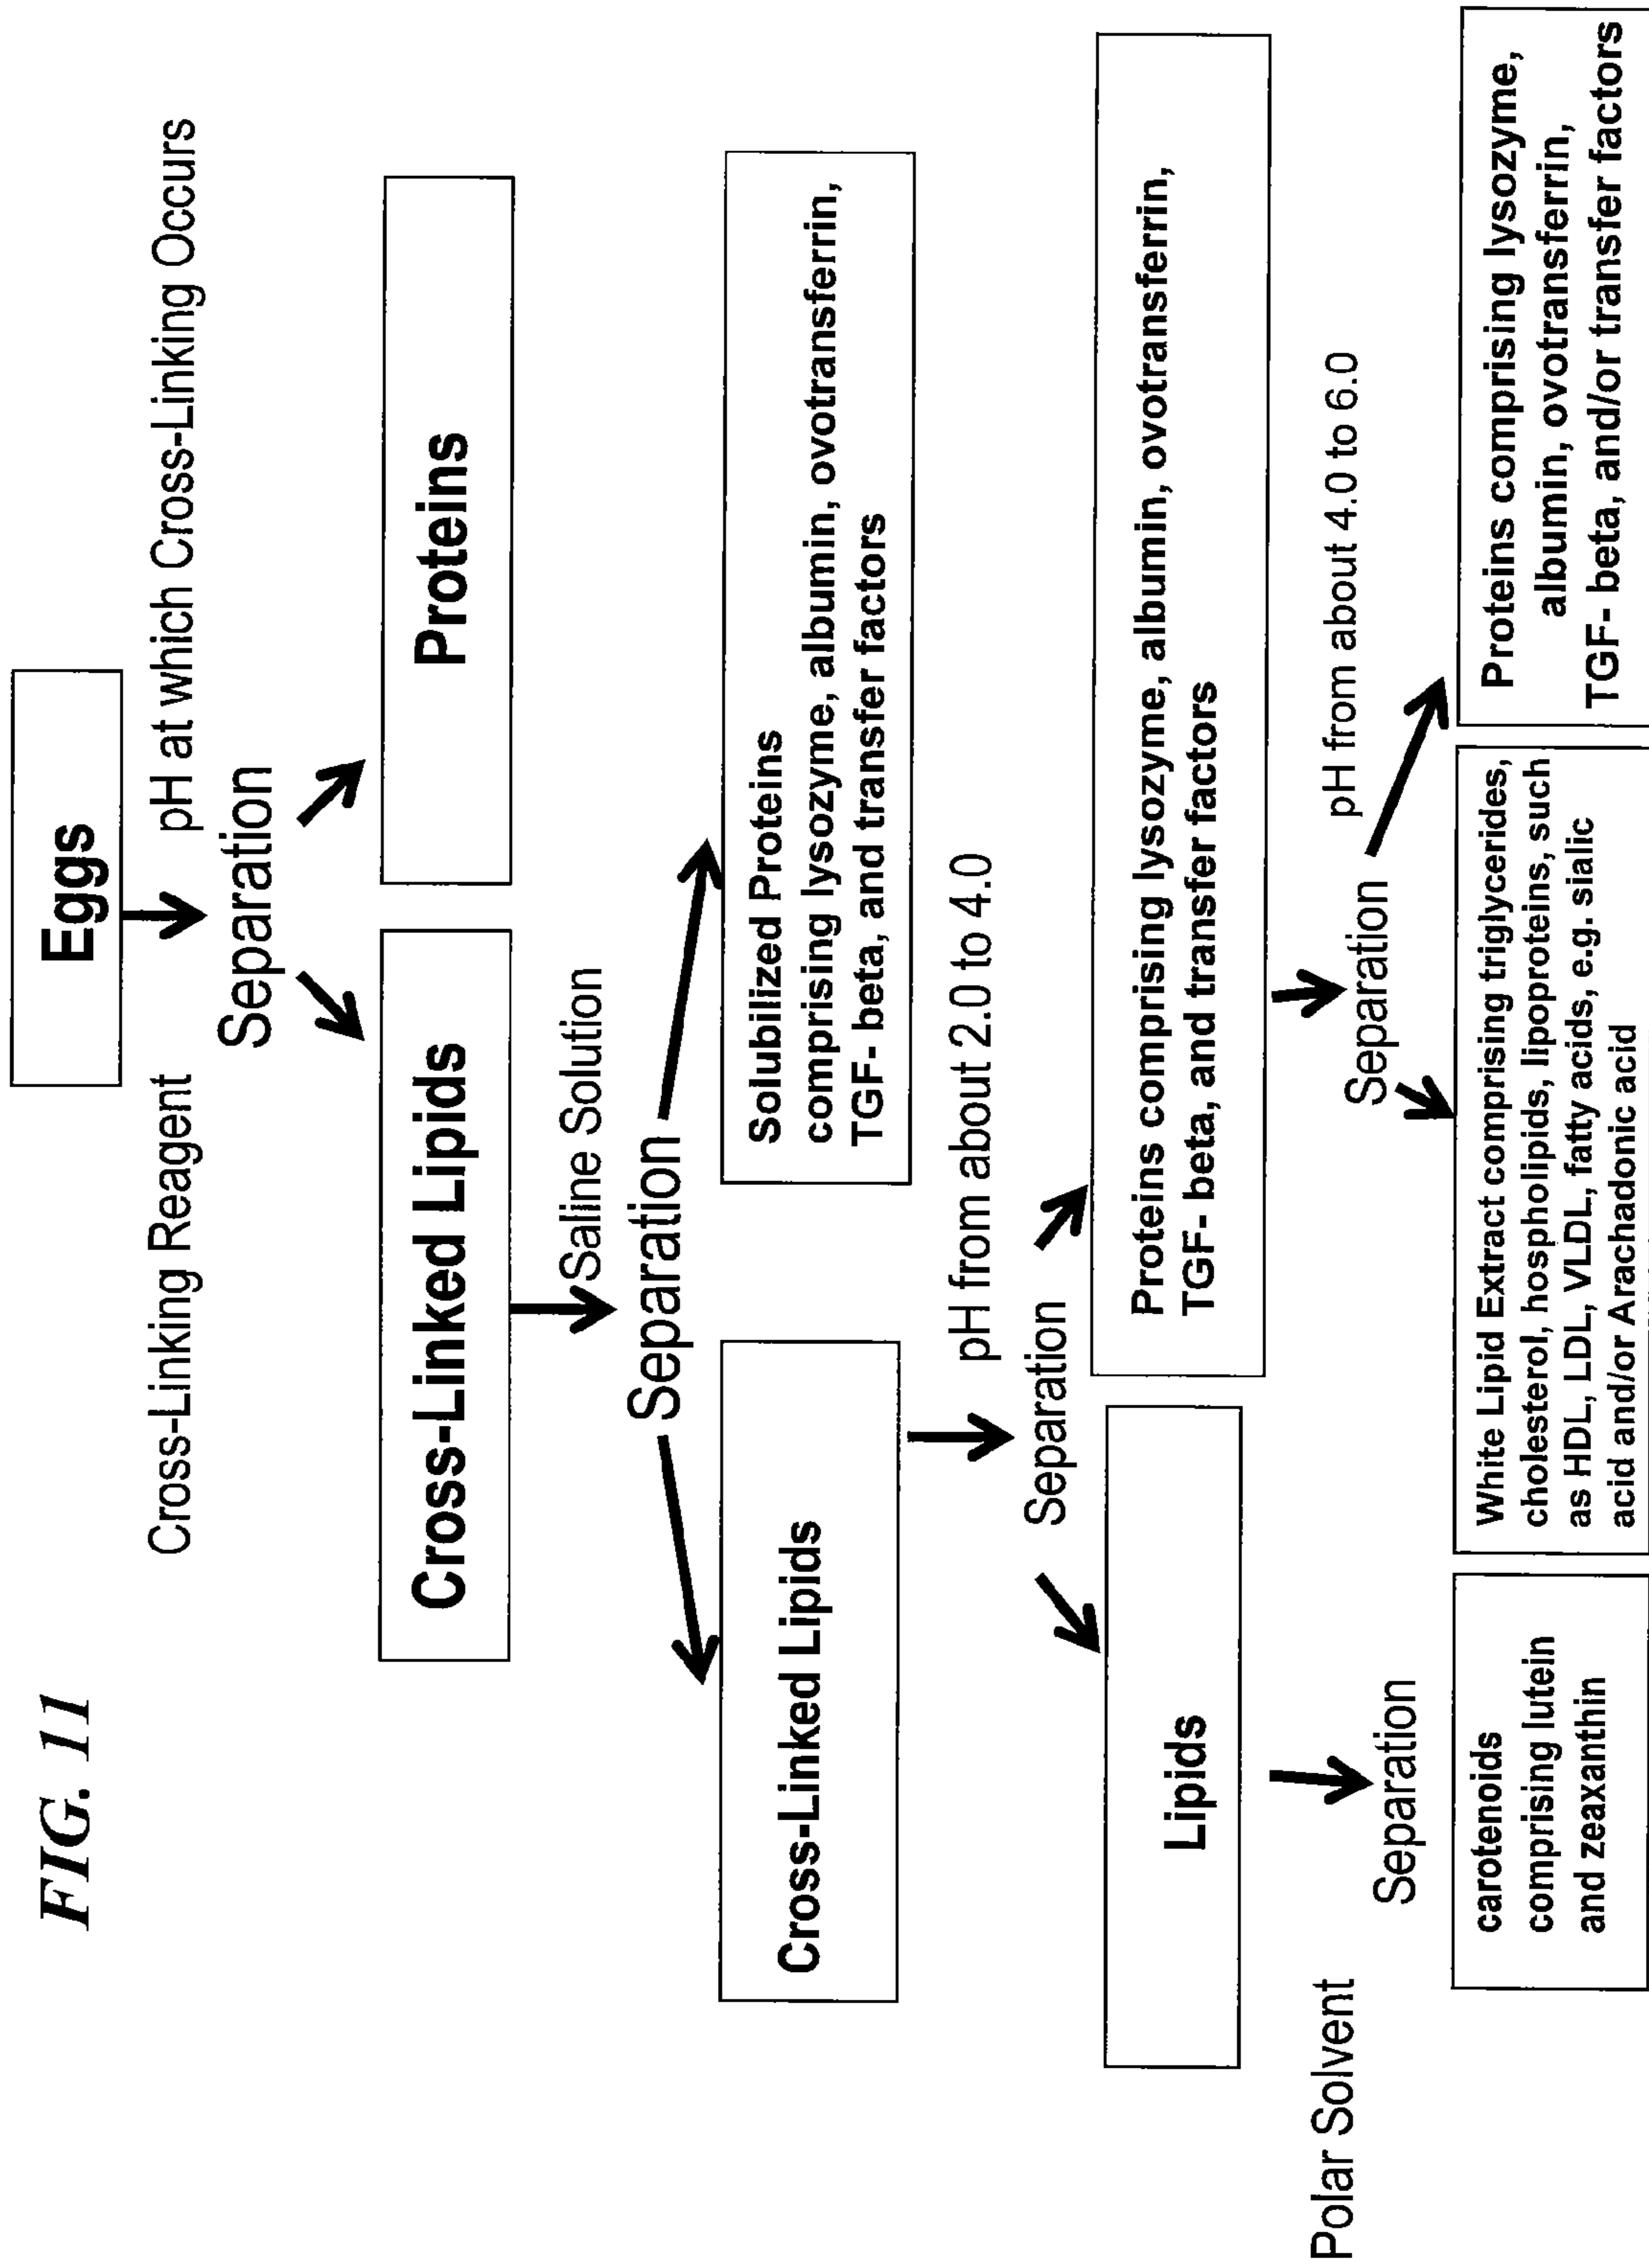 FIG. 11
Eggs
Cross-Linking Reagent
pH at which Cross-Linking Occurs
Separation
Cross-Linked Lipids
Proteins
Saline Solution
Separation
Cross-Linked Lipids
Solubilized Proteins
comprising lysozyme, albumin, ovotransferrin,
TGF- beta, and transfer factors
pH from about 2.0 to 4.0
Separation
Lipids
Proteins comprising lysozyme, albumin, ovotransferrin,
TGF- beta, and transfer factors
Polar Solvent
Separation
pH from about 4.0 to 6.0
Separation
carotenoids
comprising lutein
and zeaxanthin
White Lipid Extract comprising triglycerides,
cholesterol, hospholipids, lipoproteins, such
as HDL, LDL, VLDL, fatty acids, e.g. sialic
acid and/or Arachadonic acid
Proteins comprising lysozyme,
albumin, ovotransferrin,
TGF- beta, and/or transfer factors